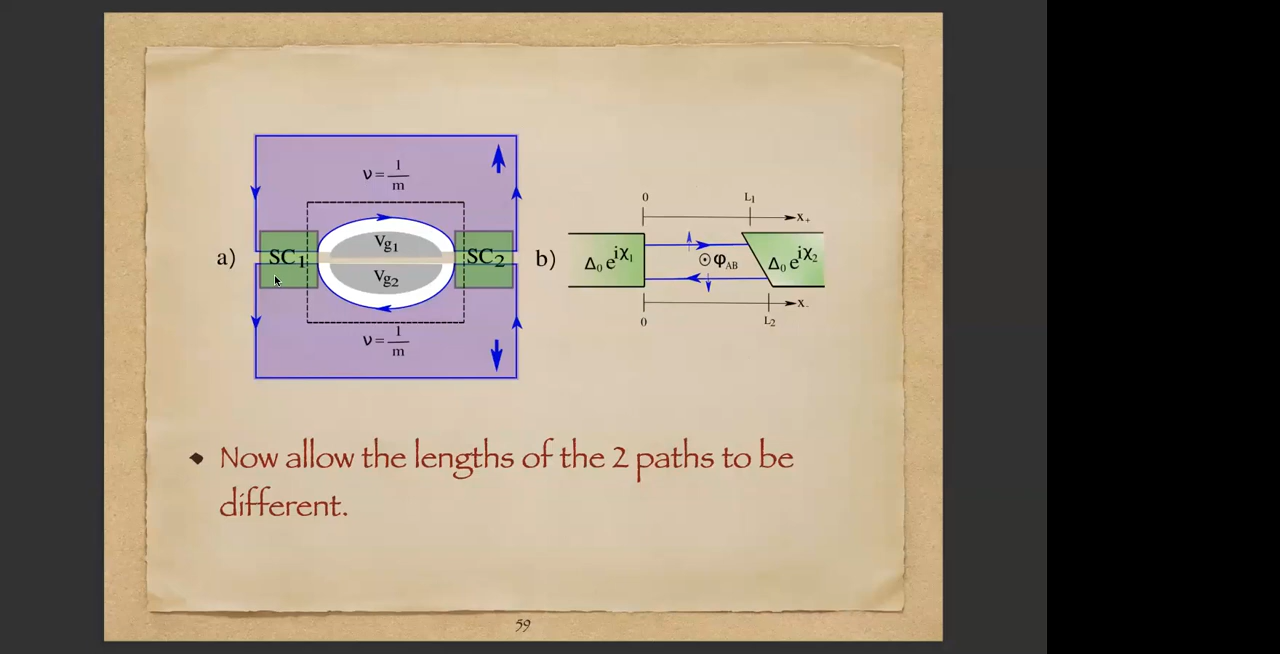 ν = 1/m
a)
SC1
Vg1
Vg2
SC2
ν = 1/m
b)
0
L1
x+
Δ0 e^iχ1
φAB
Δ0 e^iχ2
x-
0
L2
Now allow the lengths of the 2 paths to be
different.
59